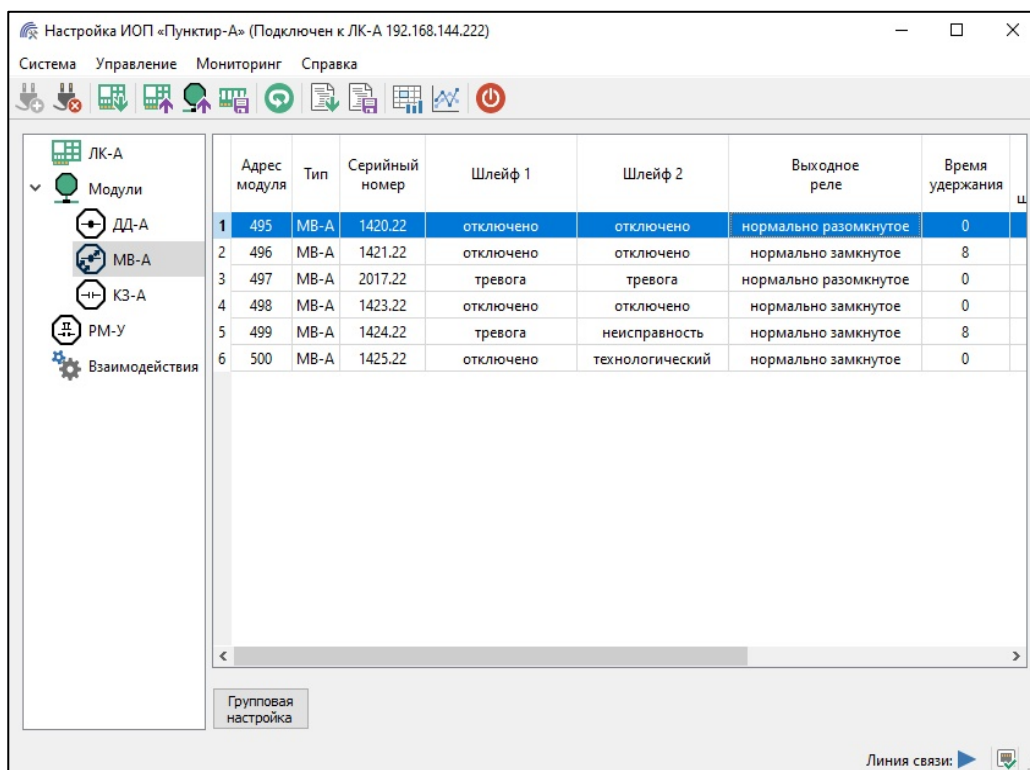 Настройка ИОП «Пунктир-А» (Подключен к ЛК-А 192.168.144.222)
Система Управление Мониторинг Справка
ЛК-А
Модули
ДД-А
МВ-А
КЗ-А
РМ-У
Взаимодействия
Адрес модуля Тип Серийный номер Шлейф 1 Шлейф 2 Выходное реле Время удержания
1 495 МВ-А 1420.22 отключено отключено нормально разомкнутое 0
2 496 МВ-А 1421.22 отключено отключено нормально замкнутое 8
3 497 МВ-А 2017.22 тревога тревога нормально разомкнутое 0
4 498 МВ-А 1423.22 отключено отключено нормально замкнутое 0
5 499 МВ-А 1424.22 тревога неисправность нормально замкнутое 8
6 500 МВ-А 1425.22 отключено технологический нормально замкнутое 0
Групповая
настройка
Линия связи: